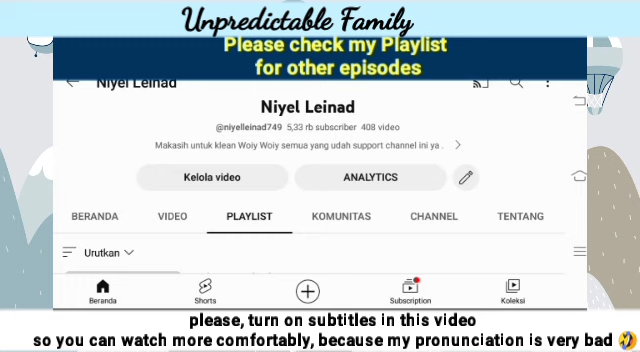 Unpredictable Family
Please check my Playlist
for other episodes
Niyel Leinad
Niyel Leinad
@niyelleinad749 5,33 rb subscriber 408 video
Makasih untuk klean Woiy Woiy semua yang udah support channel ini ya .
Kelola video ANALYTICS
BERANDA VIDEO PLAYLIST KOMUNITAS CHANNEL TENTANG
Urutkan
Beranda Shorts Subscription Koleksi
please, turn on subtitles in this video
so you can watch more comfortably, because my pronunciation is very bad 🤣